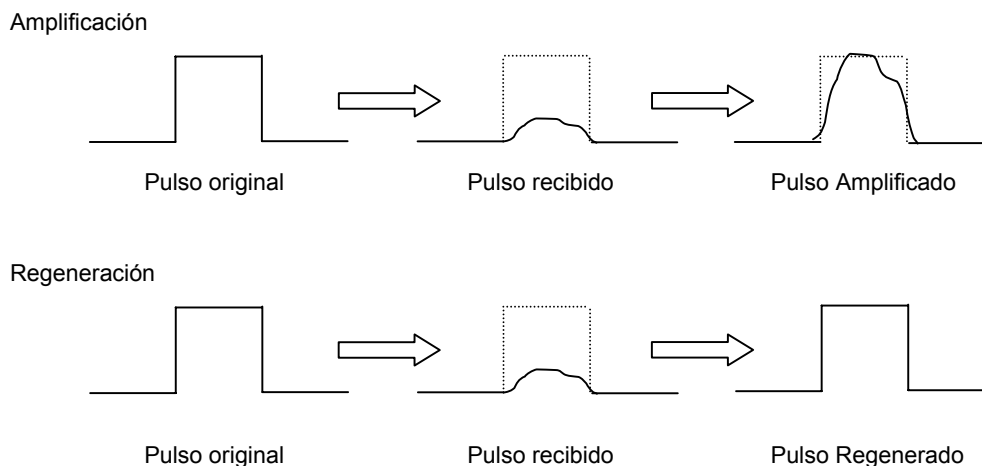 Amplificación
Pulso original
Pulso recibido
Pulso Amplificado
Regeneración
Pulso original
Pulso recibido
Pulso Regenerado